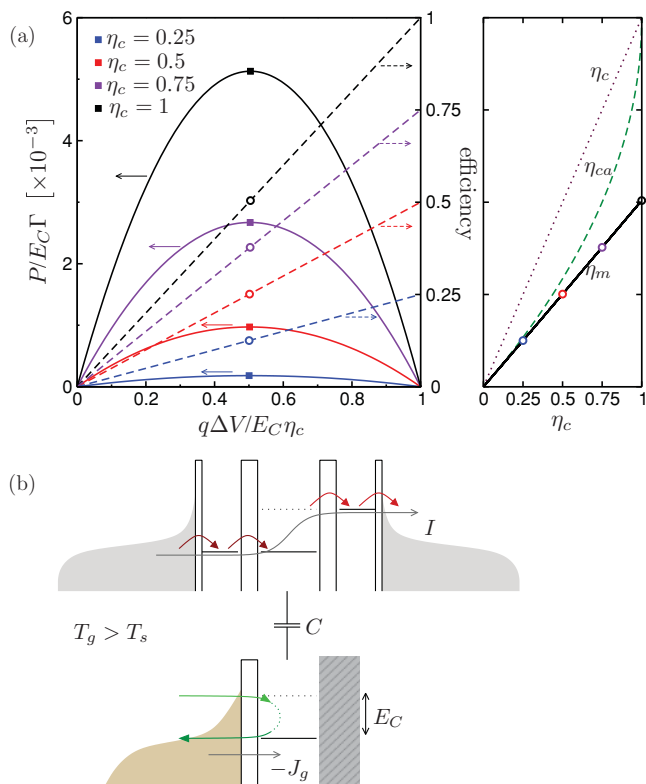 (a)
η_c = 0.25
η_c = 0.5
η_c = 0.75
η_c = 1
P/E_CΓ [×10⁻³]
6
4
2
0
0
0.2
0.4
0.6
0.8
1
qΔV/E_Cη_c
1
0.75
0.5
0.25
0
efficiency
η_c
η_ca
η_m
0
0.25
0.5
0.75
1
η_c
(b)
I
T_g > T_s
C
E_C
−J_g